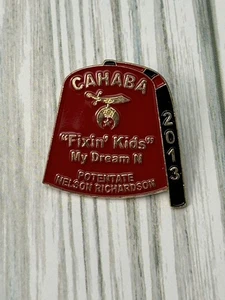 CAHABA
"Fixin' Kids"
My Dream N
POTENTATE
NELSON RICHARDSON
2013